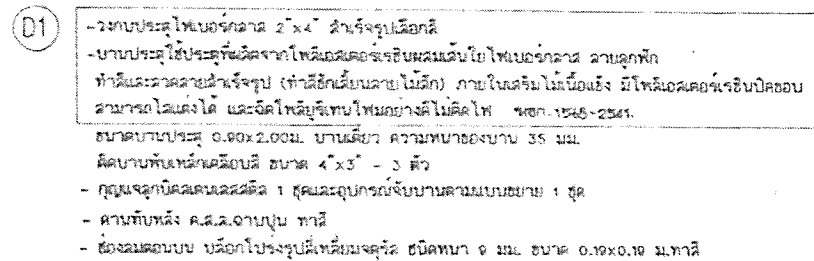 D1
-วงกบประตูไฟเบอร์กลาส 2"x4" สำเร็จรูปเลือกสี
-บานประตูใช้ประตูที่ผลิตจากโพลีเอสเตอร์เรซินผสมเส้นใยไฟเบอร์กลาส ลายลูกฟัก
ทำสีและลวดลายสำเร็จรูป (ทำสีธักเสี้ยนลายไม้สัก) ภายในเสริมไม้เนื้อแข็ง มีโพลีเอสเตอร์เรซินปิดขอบ
สามารถไสแต่งได้ และฉีดโพลียูริเทนโฟมอย่างดีไม่ติดไฟ มอก.1568-2541.
ขนาดบานประตู 0.90x2.00ม. บานเดี่ยว ความหนาของบาน 35 มม.
ติดบานพับเหล็กเคลือบสี ขนาด 4"x3" - 3 ตัว
- กุญแจลูกบิดสเตนเลสสตีล 1 ชุดและอุปกรณ์จับบานตามแบบขยาย 1 ชุด
- คานทับหลัง ค.ส.ล.ฉาบปูน ทาสี
- ช่องลมตอนบน บล๊อกโปร่งรูปสี่เหลี่ยมจตุรัส ชนิดหนา 9 มม. ขนาด 0.19x0.19 ม.ทาสี